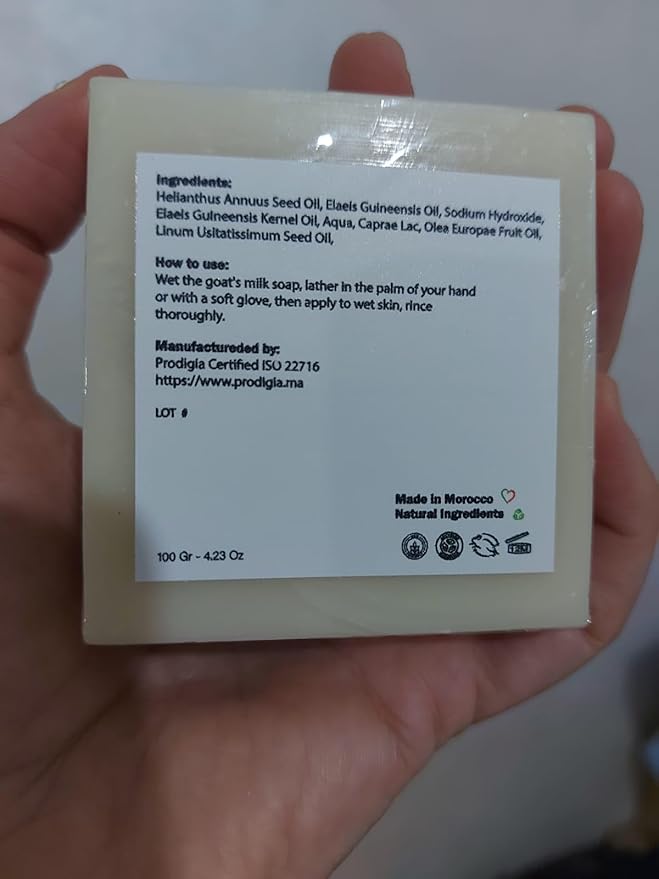 Ingredients:
Helianthus Annuus Seed Oil, Elaeis Guineensis Oil, Sodium Hydroxide,
Elaeis Guineensis Kernel Oil, Aqua, Caprae Lac, Olea Europae Fruit Oil,
Linum Usitatissimum Seed Oil,
How to use:
Wet the goat's milk soap, lather in the palm of your hand
or with a soft glove, then apply to wet skin, rince
thoroughly.
Manufactureded by:
Prodigia Certified ISO 22716
https://www.prodigia.ma
LOT #
Made in Morocco
Natural Ingredients
12M
100 Gr - 4.23 Oz